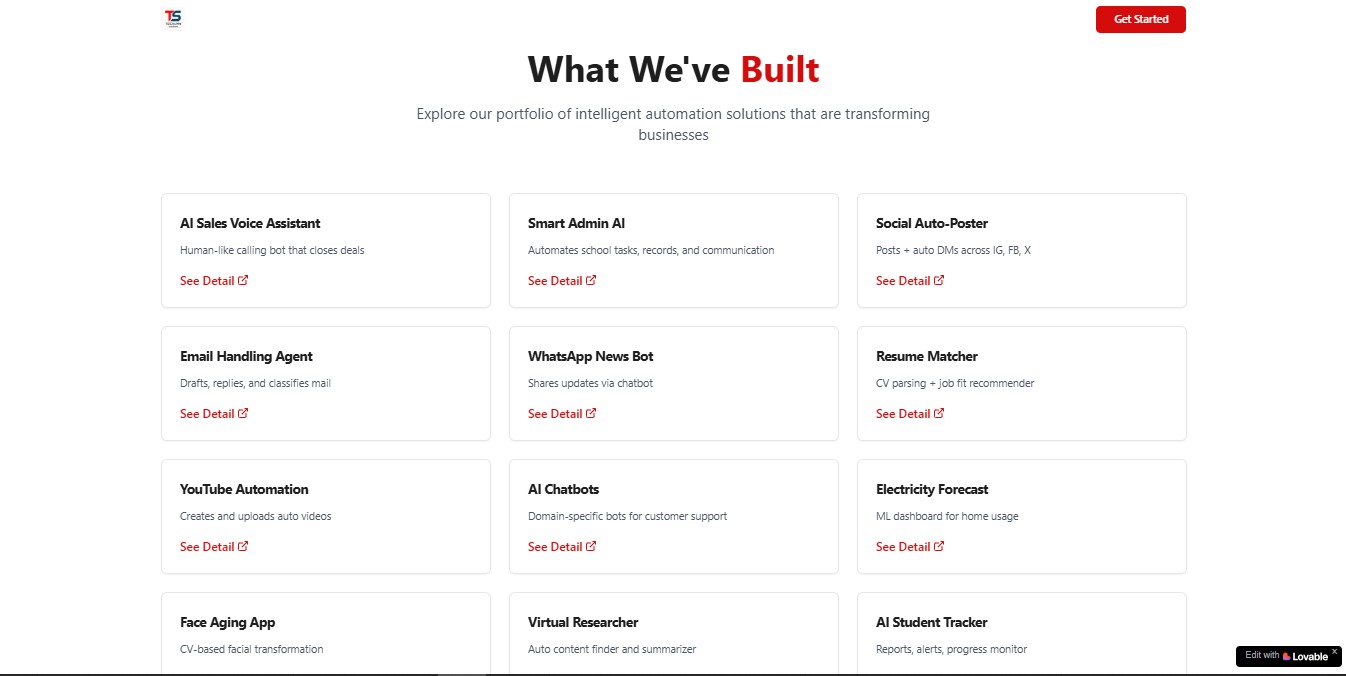 TS
Get Started
What We've Built
Explore our portfolio of intelligent automation solutions that are transforming
businesses
AI Sales Voice Assistant
Human-like calling bot that closes deals
See Detail
Smart Admin AI
Automates school tasks, records, and communication
See Detail
Social Auto-Poster
Posts + auto DMs across IG, FB, X
See Detail
Email Handling Agent
Drafts, replies, and classifies mail
See Detail
WhatsApp News Bot
Shares updates via chatbot
See Detail
Resume Matcher
CV parsing + job fit recommender
See Detail
YouTube Automation
Creates and uploads auto videos
See Detail
AI Chatbots
Domain-specific bots for customer support
See Detail
Electricity Forecast
ML dashboard for home usage
See Detail
Face Aging App
CV-based facial transformation
Virtual Researcher
Auto content finder and summarizer
AI Student Tracker
Reports, alerts, progress monitor
Edit with Lovable